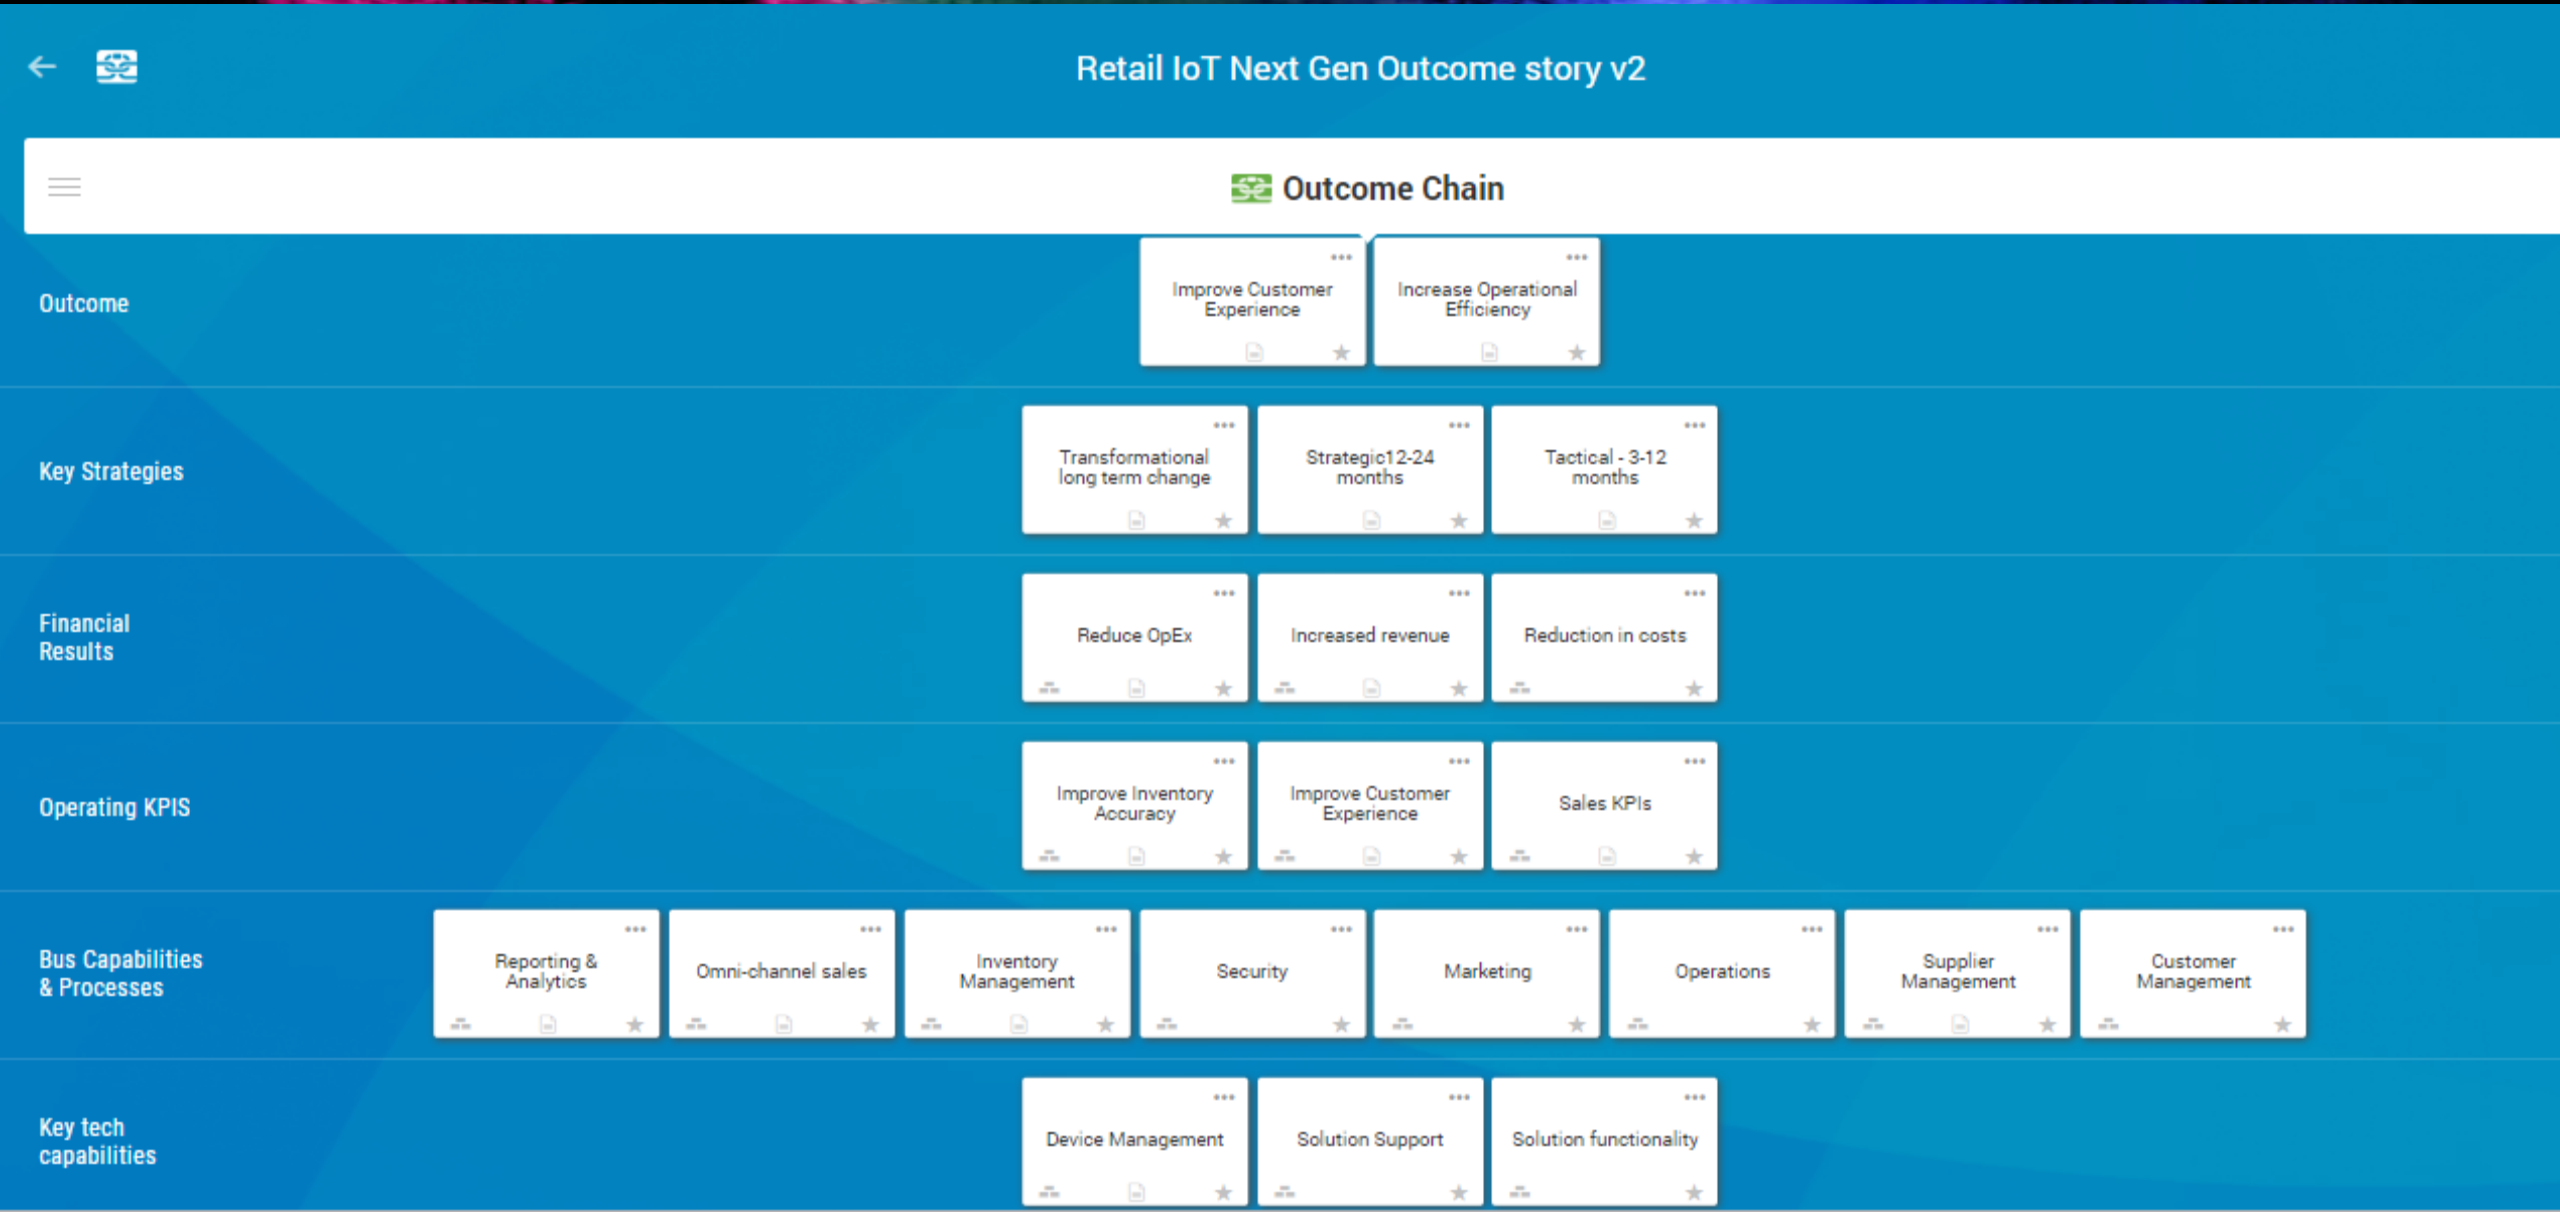 Retail IoT Next Gen Outcome story v2
Outcome Chain
Outcome
Improve Customer
Experience
Increase Operational
Efficiency
Key Strategies
Transformational
long term change
Strategic12-24
months
Tactical - 3-12
months
Financial
Results
Reduce OpEx
Increased revenue
Reduction in costs
Operating KPIS
Improve Inventory
Accuracy
Improve Customer
Experience
Sales KPIs
Bus Capabilities
& Processes
Reporting &
Analytics
Omni-channel sales
Inventory
Management
Security
Marketing
Operations
Supplier
Management
Customer
Management
Key tech
capabilities
Device Management
Solution Support
Solution functionality